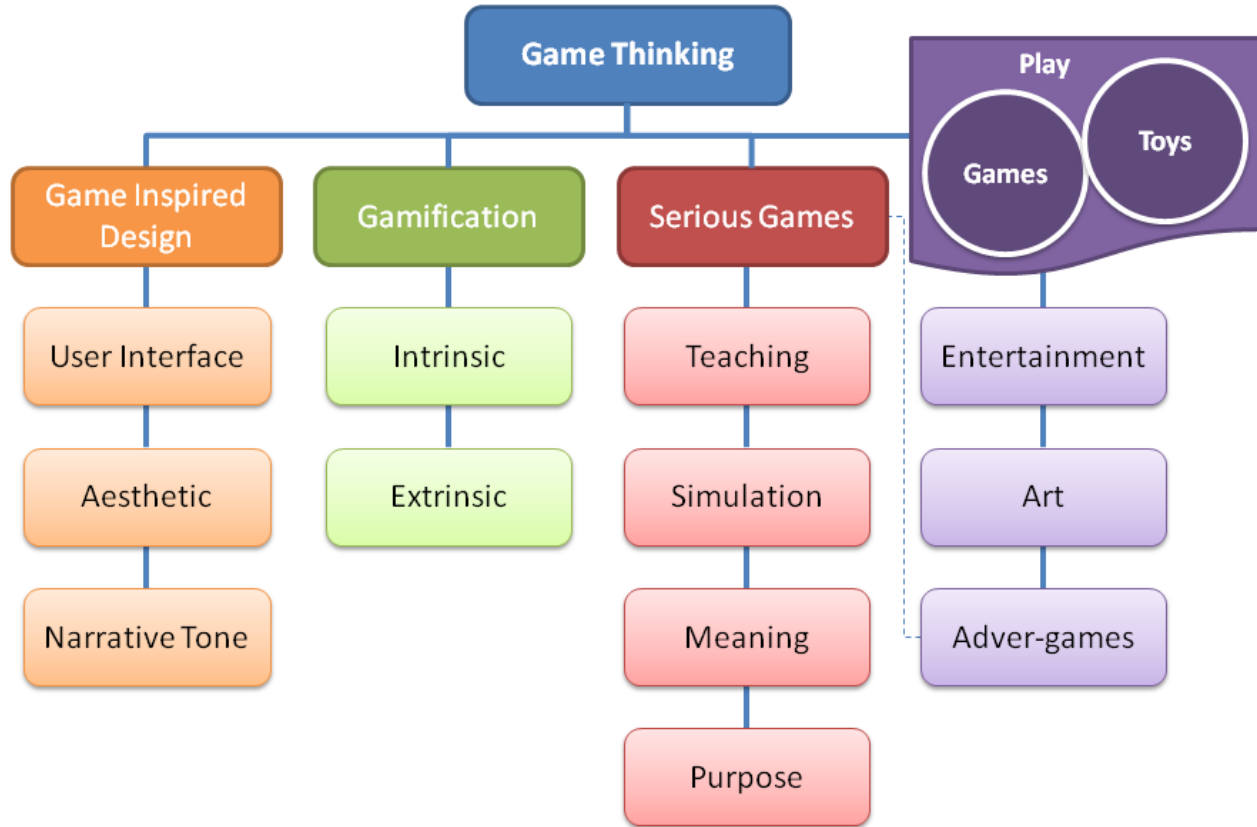 Game Thinking
Play
Games
Toys
Game Inspired
Design
Gamification
Serious Games
User Interface
Intrinsic
Teaching
Entertainment
Aesthetic
Extrinsic
Simulation
Art
Narrative Tone
Meaning
Adver-games
Purpose